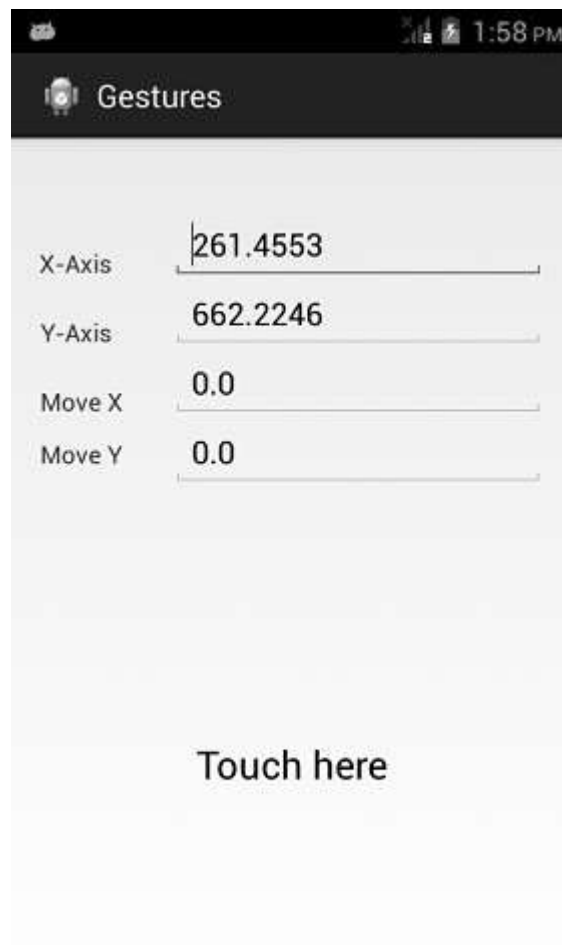 1:58 PM
Gestures
X-Axis 261.4553
Y-Axis 662.2246
Move X 0.0
Move Y 0.0
Touch here